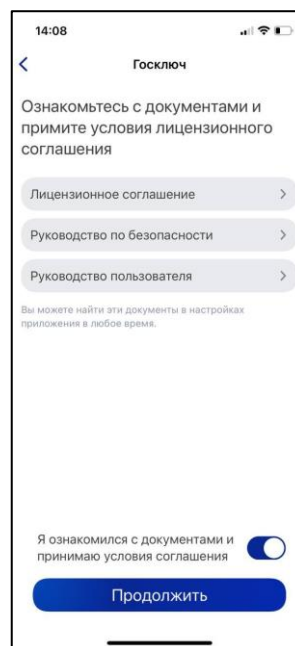 14:08
Госключ
Ознакомьтесь с документами и
примите условия лицензионного
соглашения
Лицензионное соглашение
Руководство по безопасности
Руководство пользователя
Вы можете найти эти документы в настройках
приложения в любое время.
Я ознакомился с документами и
принимаю условия соглашения
Продолжить